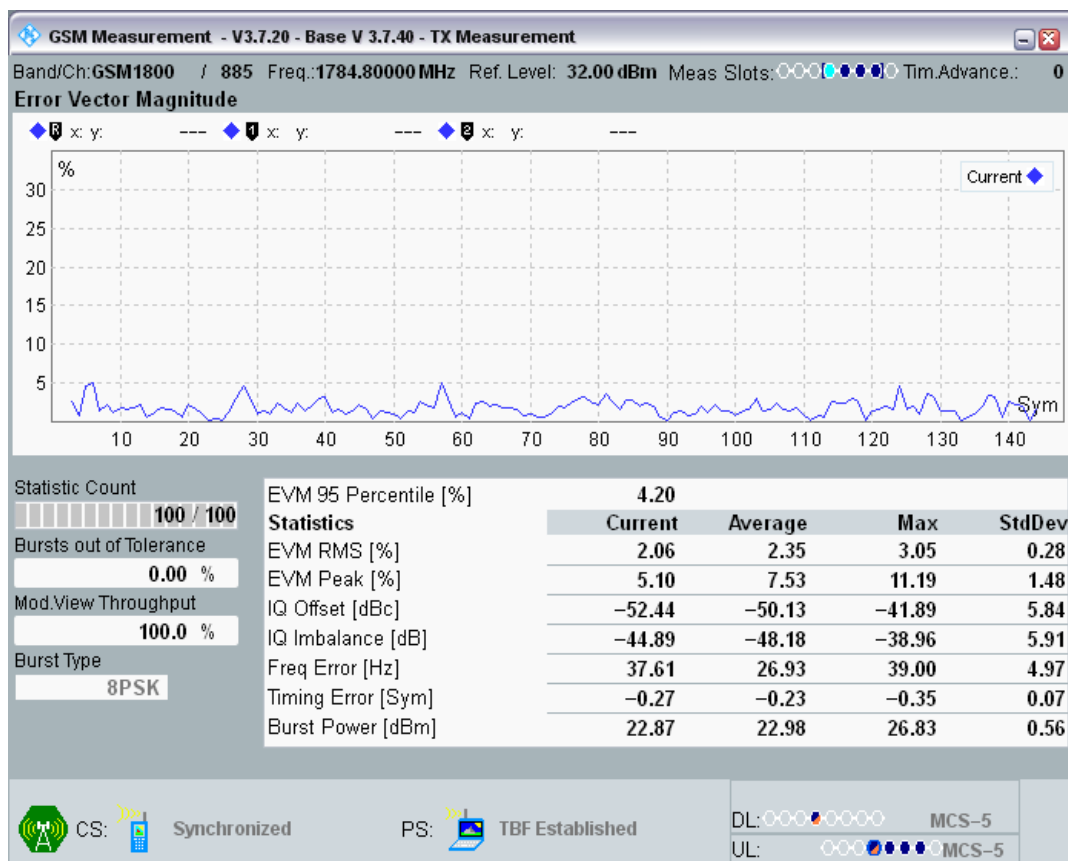 GSM Measurement - V3.7.20 - Base V 3.7.40 - TX Measurement
Band/Ch:GSM1800 / 885 Freq.:1784.80000 MHz Ref. Level: 32.00 dBm Meas Slots: Tim.Advance.: 0
Error Vector Magnitude
R x: y: --- 1 x: y: --- 2 x: y: ---
%
Current
30
25
20
15
10
5
Sym
10 20 30 40 50 60 70 80 90 100 110 120 130 140
Statistic Count
100 / 100
Bursts out of Tolerance
0.00 %
Mod.View Throughput
100.0 %
Burst Type
8PSK
EVM 95 Percentile [%] 4.20
Statistics Current Average Max StdDev
EVM RMS [%] 2.06 2.35 3.05 0.28
EVM Peak [%] 5.10 7.53 11.19 1.48
IQ Offset [dBc] −52.44 −50.13 −41.89 5.84
IQ Imbalance [dB] −44.89 −48.18 −38.96 5.91
Freq Error [Hz] 37.61 26.93 39.00 4.97
Timing Error [Sym] −0.27 −0.23 −0.35 0.07
Burst Power [dBm] 22.87 22.98 26.83 0.56
CS: Synchronized PS: TBF Established
DL: MCS−5
UL: MCS−5